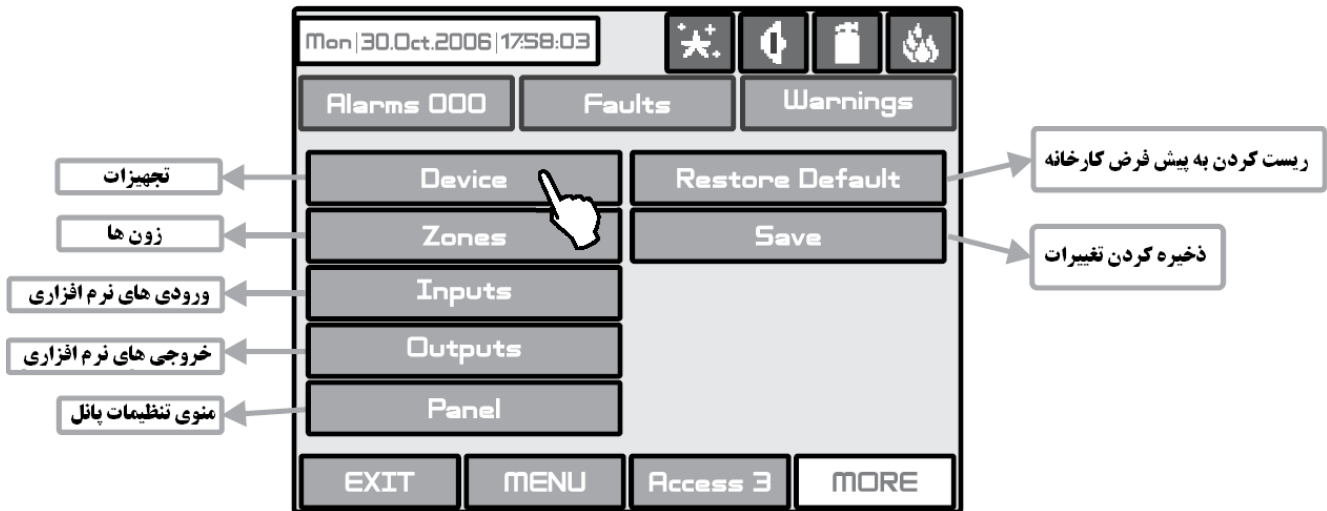 Mon|30.Oct.2006|17:58:03
Alarms 000
Faults
Warnings
Device
Restore Default
Zones
Save
Inputs
Outputs
Panel
EXIT
MENU
Access 3
MORE
تجهیزات
زون ها
ورودی های نرم افزاری
خروجی های نرم افزاری
منوی تنظیمات پانل
ریست کردن به پیش فرض کارخانه
ذخیره کردن تغییرات